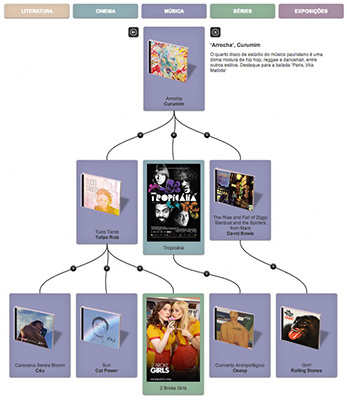 LITERATURA
CINEMA
MÚSICA
SÉRIES
EXPOSIÇÕES
'Arrocha', Curumim
O quarto disco de estúdio do músico paulistano é uma
ótima mistura de hip hop, reggae e dancehall, entre
outros estilos. Destaque para a balada 'Paris, Vila
Matilde'
Arrocha
Curumim
TROPICÁLIA
Tudo Tanto
Tulipa Ruiz
Tropicália
The Rise and Fall of Ziggy
Stardust and the Spiders
from Mars
David Bowie
2 BROKE
GIRLS
Caravana Sereia Bloom
Céu
Sun
Cat Power
2 Broke Girls
Concerto Antropofágico
Oesop
Grrr!
Rolling Stones